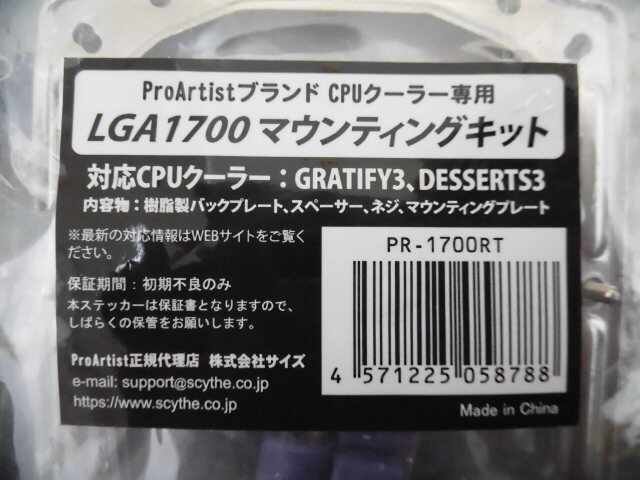 ProArtistブランド CPUクーラー専用
LGA1700 マウンティングキット
対応CPUクーラー：GRATIFY3、DESSERTS3
内容物：樹脂製バックプレート、スペーサー、ネジ、マウンティングプレート
※最新の対応情報はWEBサイトをご覧く
ださい。
保証期間：初期不良のみ
本ステッカーは保証書となりますので、
しばらくの保管をお願いします。
ProArtist正規代理店 株式会社サイズ
e-mail: support@scythe.co.jp
https://www.scythe.co.jp
PR-1700RT
4 571225 058788
Made in China